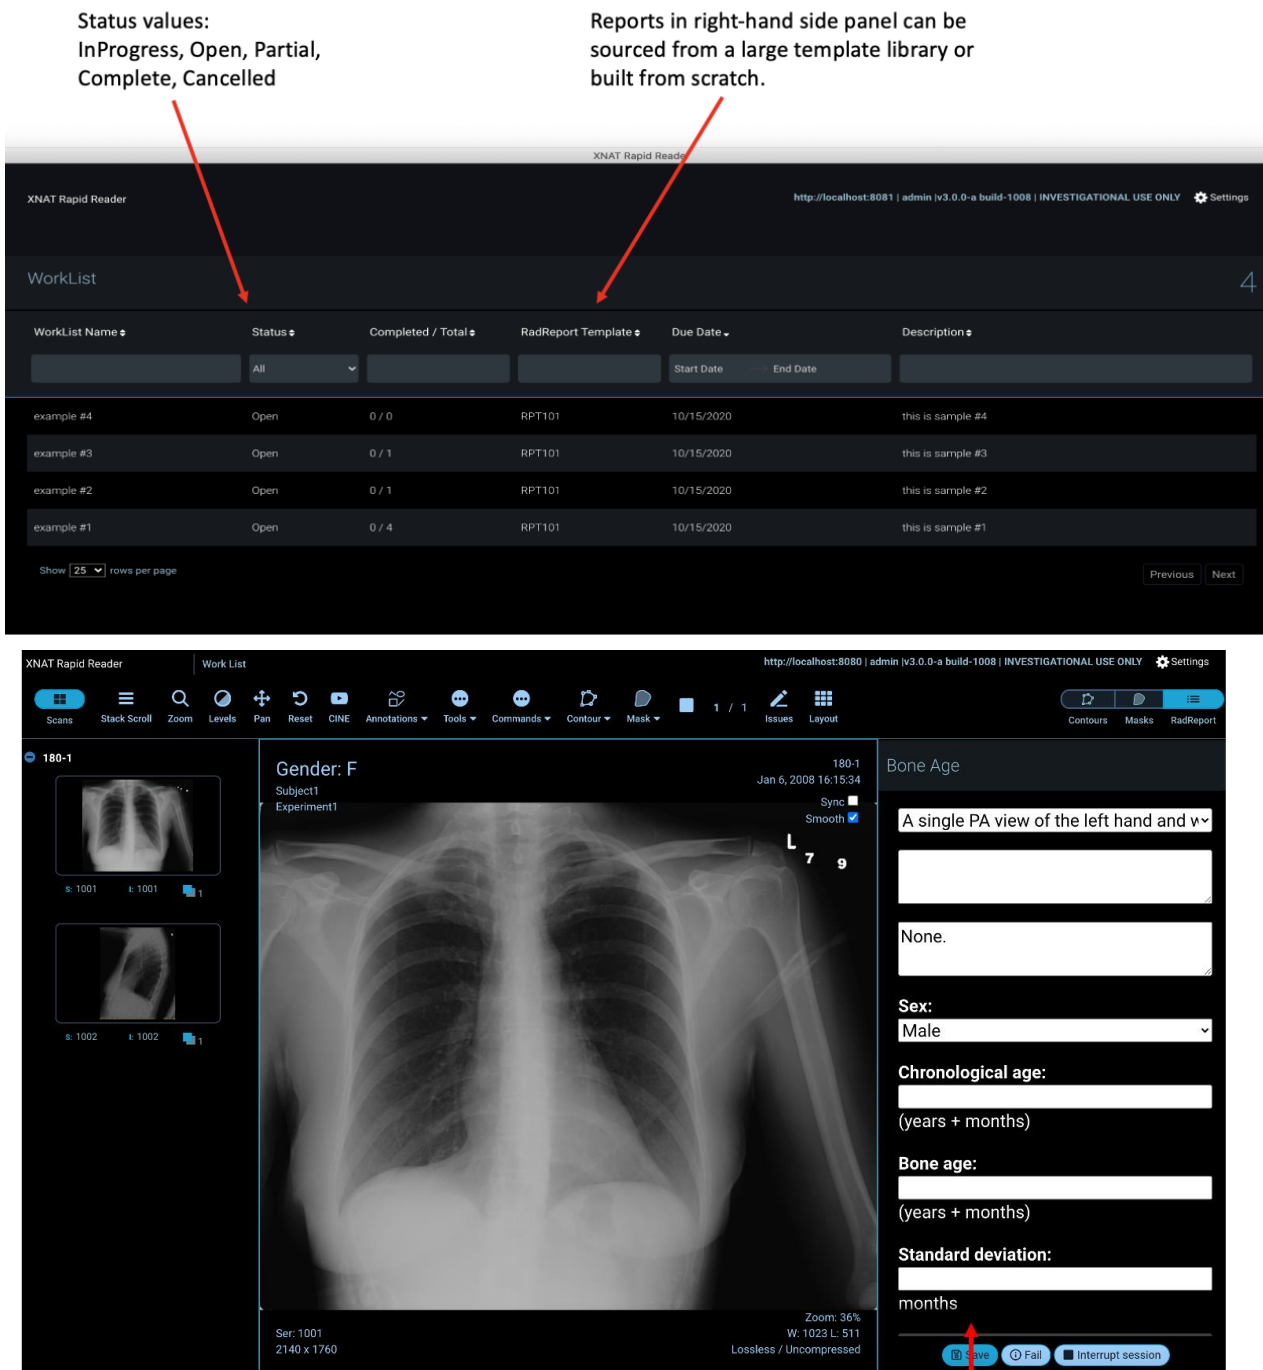 Status values:
InProgress, Open, Partial,
Complete, Cancelled
Reports in right-hand side panel can be
sourced from a large template library or
built from scratch.
XNAT Rapid Reader
XNAT Rapid Reader
http://localhost:8081 | admin |v3.0.0-a build-1008 | INVESTIGATIONAL USE ONLY Settings
WorkList 4
WorkList Name Status Completed / Total RadReport Template Due Date Description
All Start Date End Date
example #4 Open 0 / 0 RPT101 10/15/2020 this is sample #4
example #3 Open 0 / 1 RPT101 10/15/2020 this is sample #3
example #2 Open 0 / 1 RPT101 10/15/2020 this is sample #2
example #1 Open 0 / 4 RPT101 10/15/2020 this is sample #1
Show 25 rows per page Previous Next
XNAT Rapid Reader Work List http://localhost:8080 | admin |v3.0.0-a build-1008 | INVESTIGATIONAL USE ONLY Settings
Scans Stack Scroll Zoom Levels Pan Reset CINE Annotations Tools Commands Contour Mask 1 / 1 Issues Layout Contours Masks RadReport
180-1
S: 1001 I: 1001 1
S: 1002 I: 1002 1
Gender: F
Subject1
Experiment1
180-1
Jan 6, 2008 16:15:34
Sync
Smooth
L
7 9
Ser: 1001
2140 x 1760
Zoom: 36%
W: 1023 L: 511
Lossless / Uncompressed
Bone Age
A single PA view of the left hand and w
None.
Sex:
Male
Chronological age:
(years + months)
Bone age:
(years + months)
Standard deviation:
months
Save Fail Interrupt session